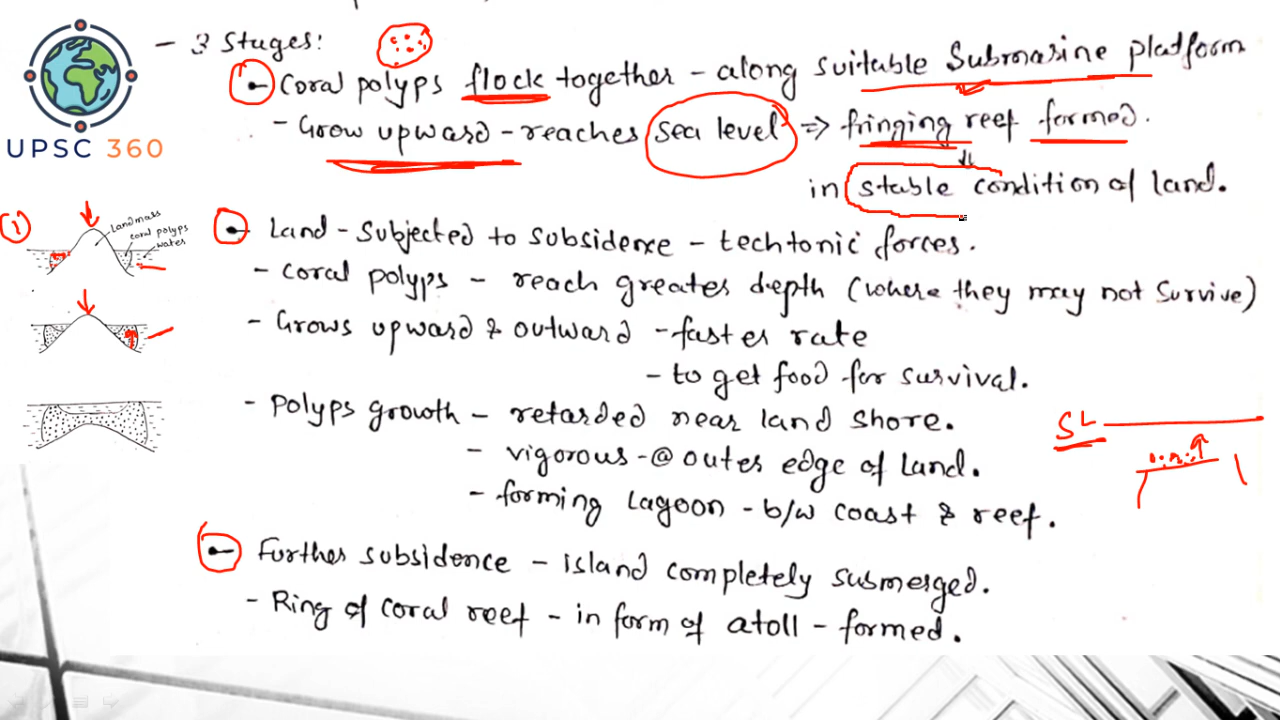 UPSC 360
- 3 Stages:
Coral polyps flock together - along suitable Submarine platform
- Grow upward - reaches sea level => fringing reef formed.
in stable condition of land.
1
Landmass
coral polyps
water
Land - Subjected to subsidence - techtonic forces.
- Coral polyps - reach greater depth (where they may not survive)
- Grows upward & outward - faster rate
- to get food for survival.
- Polyps growth - retarded near land shore.
- vigorous - @ outer edge of land.
- forming Lagoon - b/w coast & reef.
SL
Further subsidence - island completely submerged.
- Ring of coral reef - in form of atoll - formed.